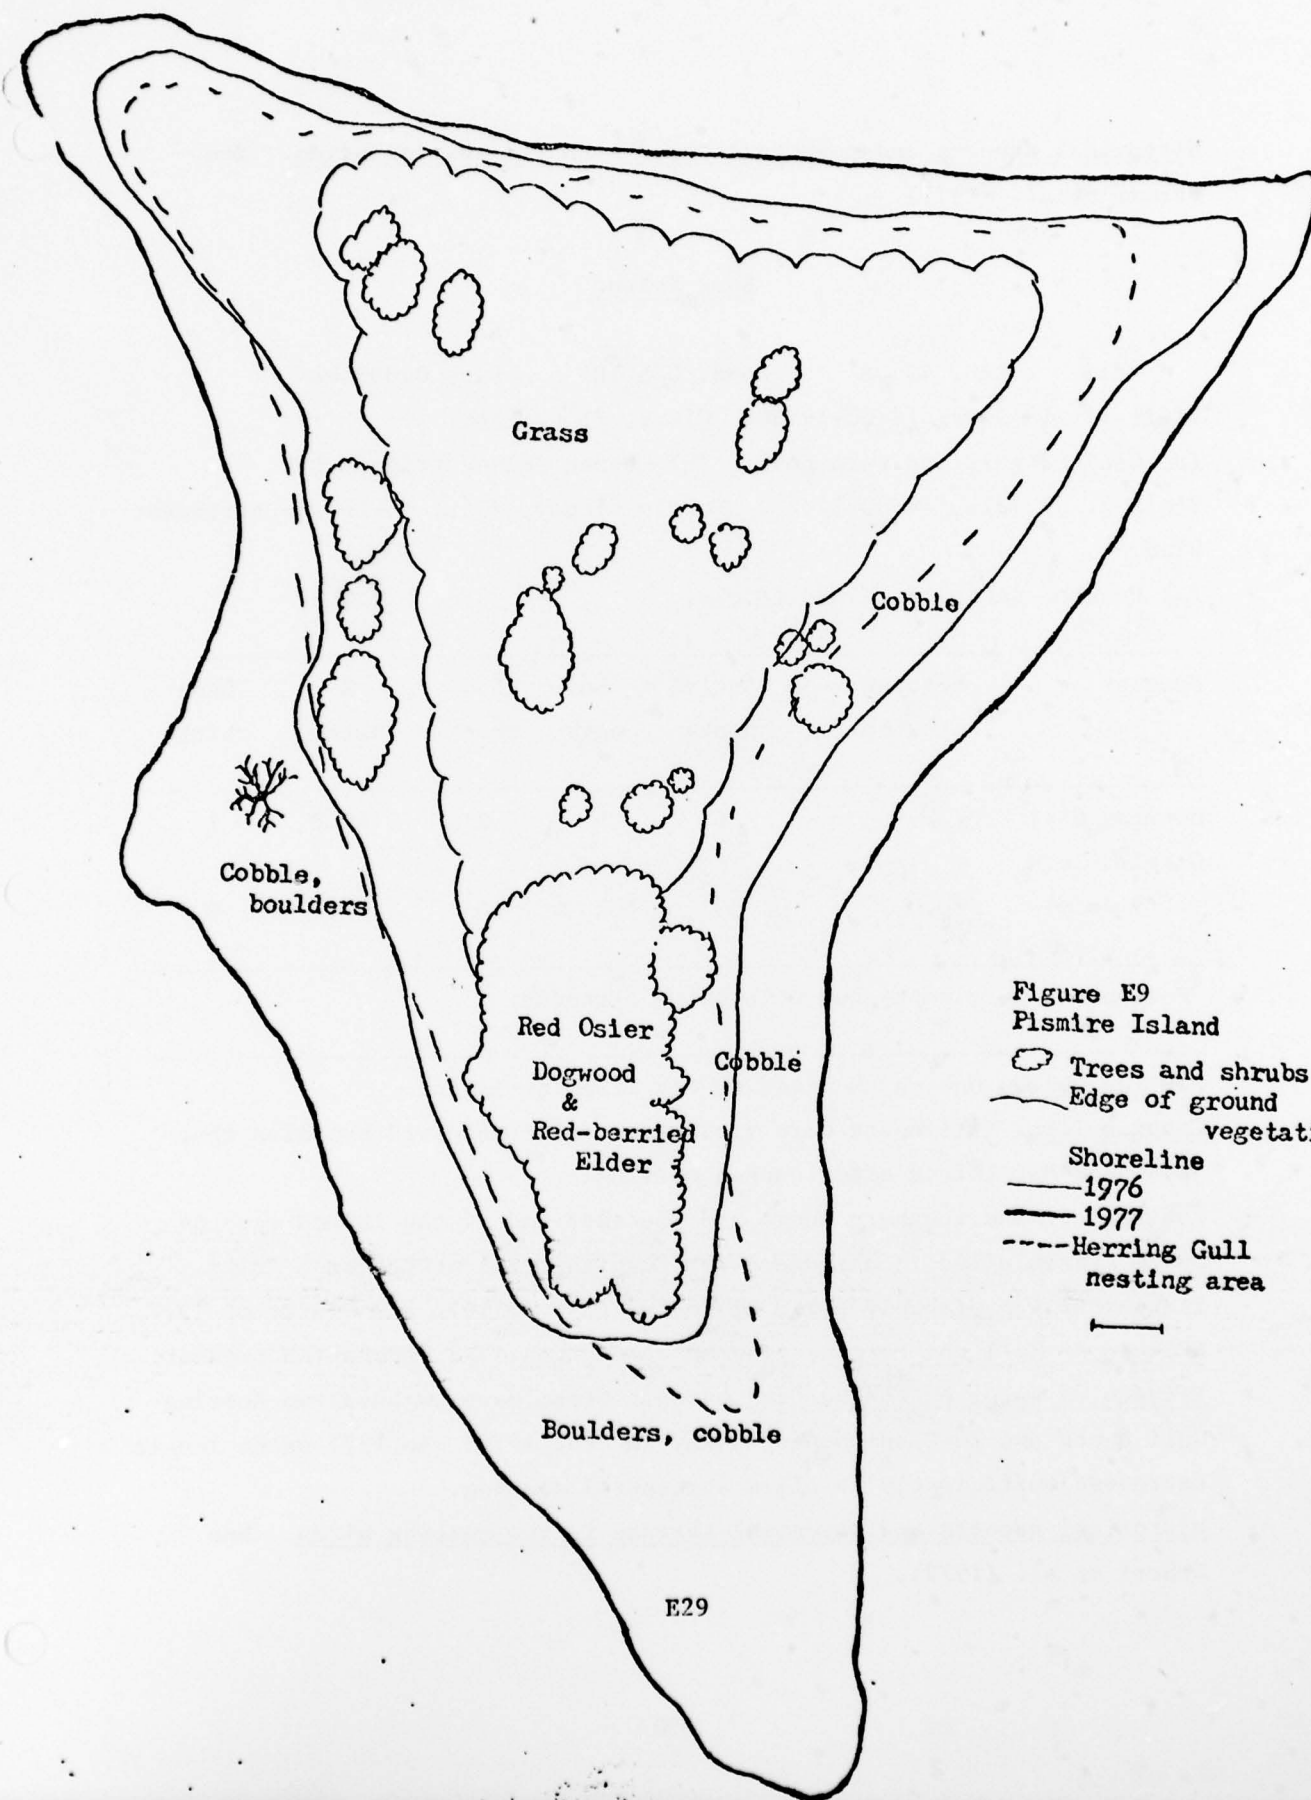 Grass
Cobble
Cobble,
boulders
Red Osier
Dogwood
&
Red-berried
Elder
Cobble
Boulders, cobble
E29
Figure E9
Pismire Island
Trees and shrubs
Edge of ground
vegetati
Shoreline
1976
1977
Herring Gull
nesting area